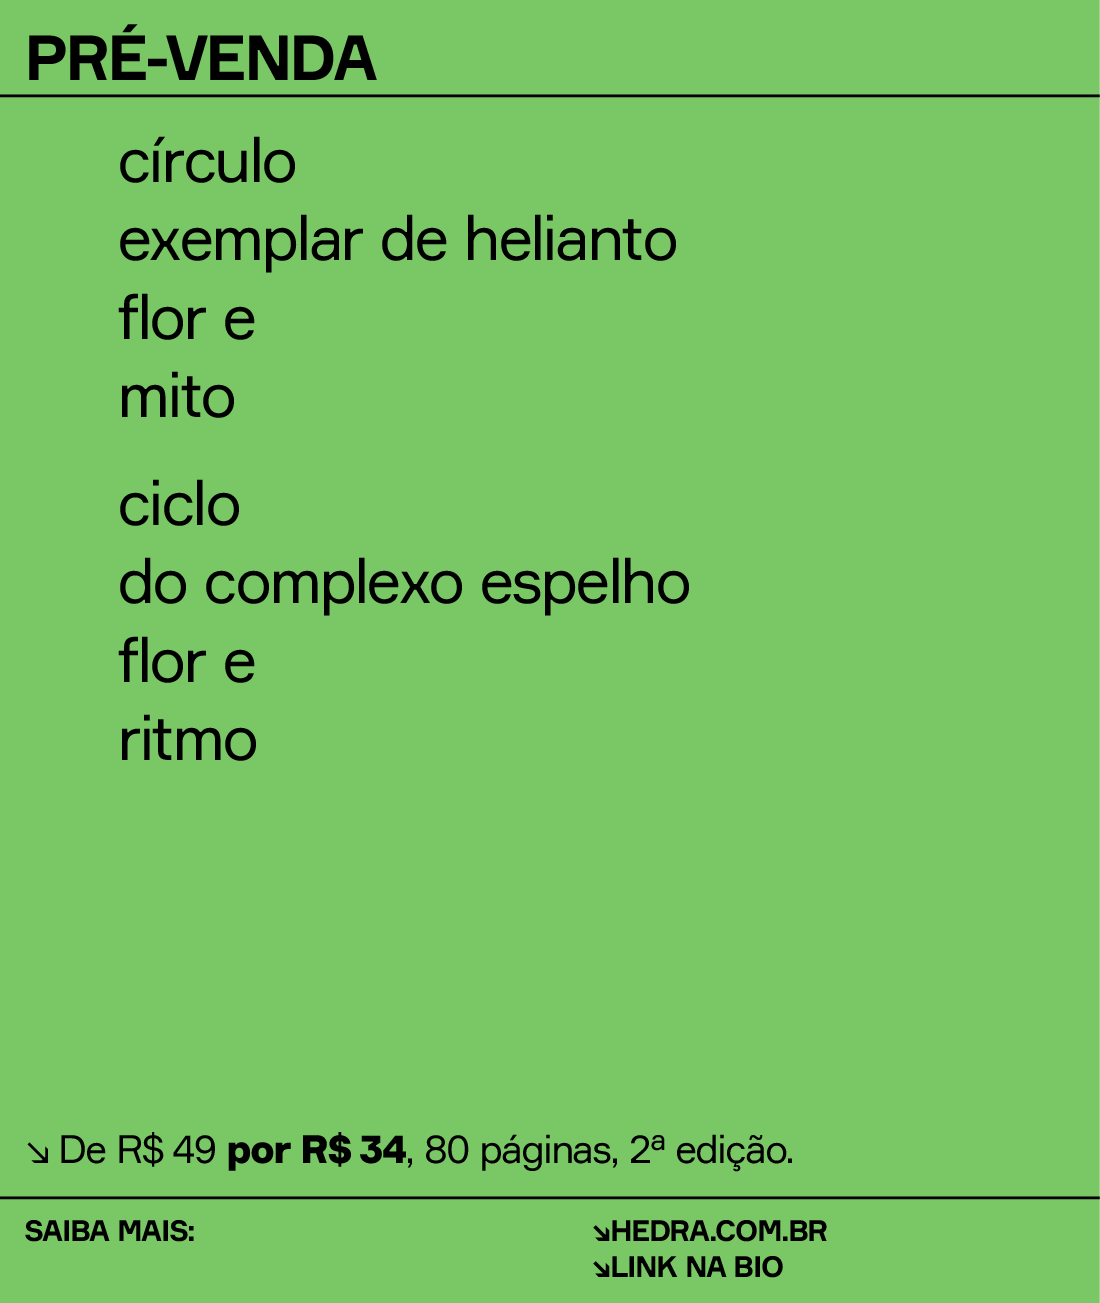 PRÉ-VENDA
círculo
exemplar de helianto
flor e
mito
ciclo
do complexo espelho
flor e
ritmo
↘ De R$ 49 por R$ 34, 80 páginas, 2ª edição.
SAIBA MAIS:
↘HEDRA.COM.BR
↘LINK NA BIO